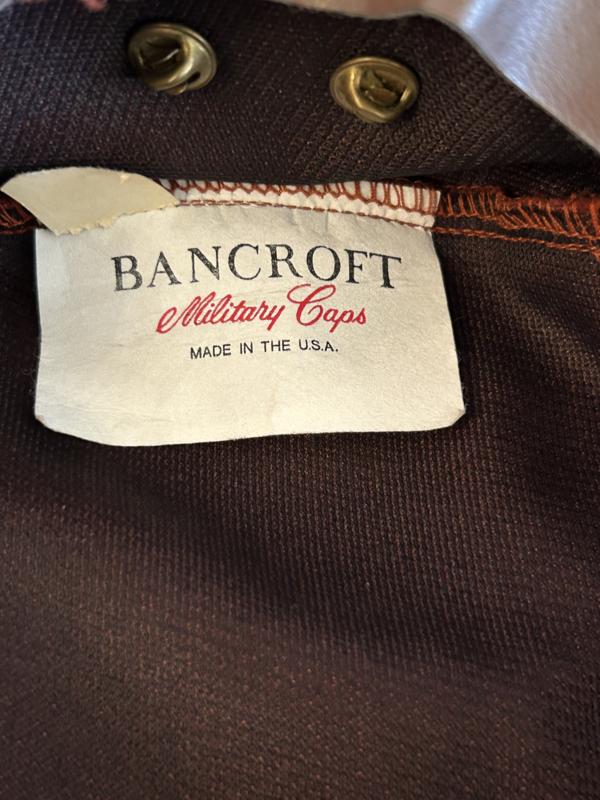 BANCROFT
Military Caps
MADE IN THE U.S.A.